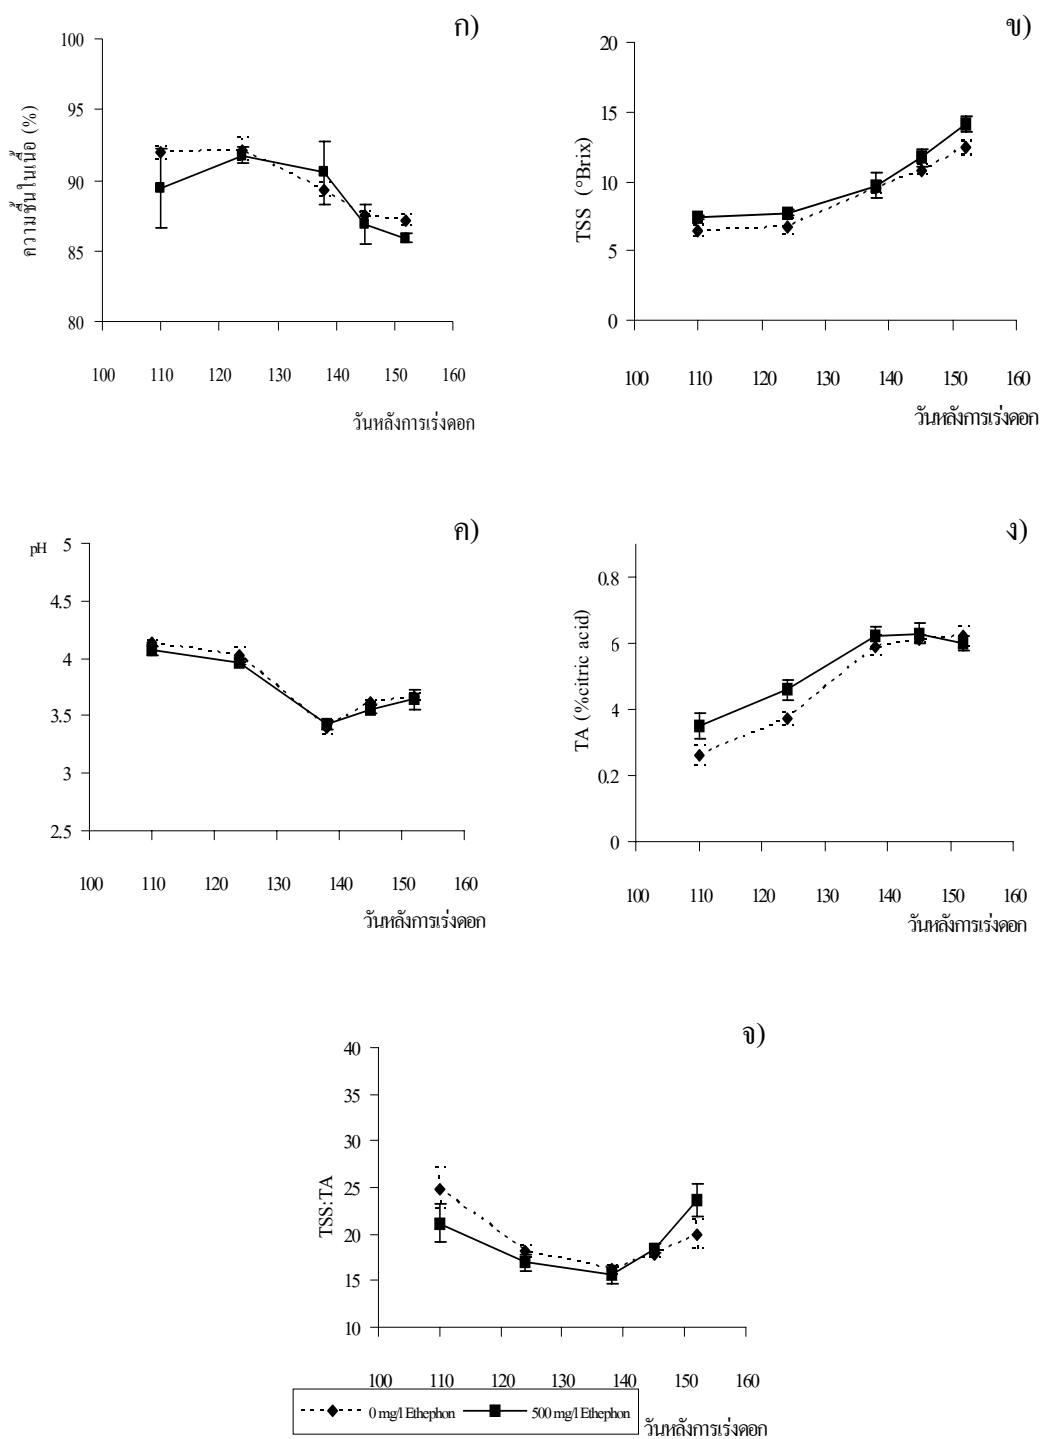 ก)
100
95
90
85
80
ความชื้นในเนื้อ (%)
100 110 120 130 140 150 160
วันหลังการเร่งดอก
ข)
20
15
10
5
0
TSS (°Brix)
100 110 120 130 140 150 160
วันหลังการเร่งดอก
ค)
pH
5
4.5
4
3.5
3
2.5
100 110 120 130 140 150 160
วันหลังการเร่งดอก
ง)
0.8
6
4
0.2
0
TA (%citric acid)
100 110 120 130 140 150 160
วันหลังการเร่งดอก
จ)
40
35
30
25
20
15
10
TSS:TA
100 110 120 130 140 150 160
0 mg/l Ethephon 500 mg/l Ethephon
วันหลังการเร่งดอก